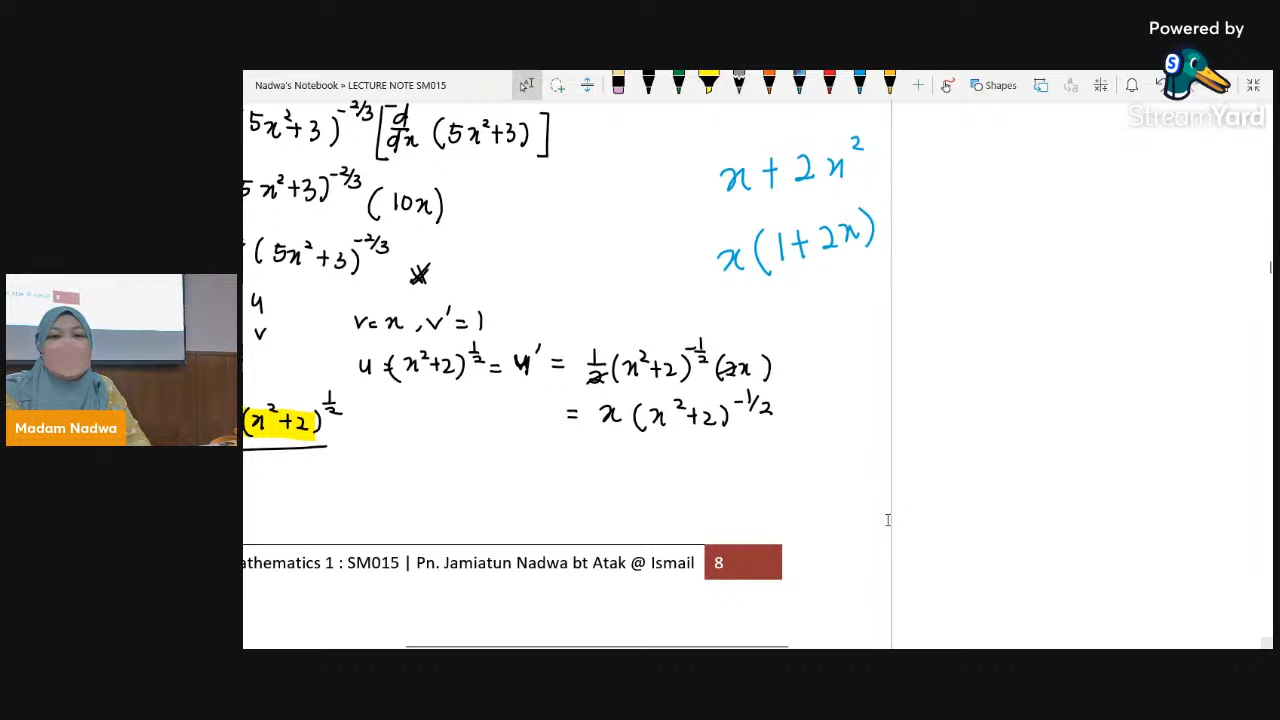 Powered by
StreamYard
Nadwa's Notebook » LECTURE NOTE SM015
Shapes
5x²+3)^-2/3 [d/dx (5x²+3)]
5x²+3)^-2/3 (10x)
(5x²+3)^-2/3
x + 2x²
x(1+2x)
u
v
v = x , v' = 1
u = (x²+2)^1/2 = u' = 1/2 (x²+2)^-1/2 (2x)
= x (x²+2)^-1/2
(x²+2)^1/2
Madam Nadwa
athematics 1 : SM015 | Pn. Jamiatun Nadwa bt Atak @ Ismail 8